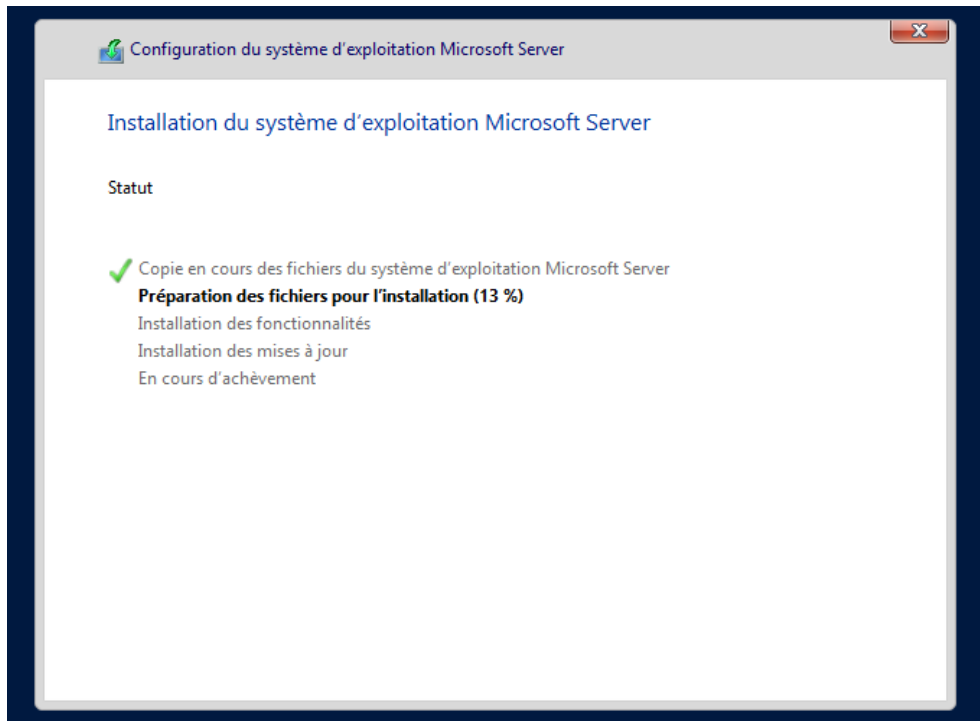 Configuration du système d'exploitation Microsoft Server
Installation du système d'exploitation Microsoft Server
Statut
Copie en cours des fichiers du système d'exploitation Microsoft Server
Préparation des fichiers pour l'installation (13 %)
Installation des fonctionnalités
Installation des mises à jour
En cours d'achèvement